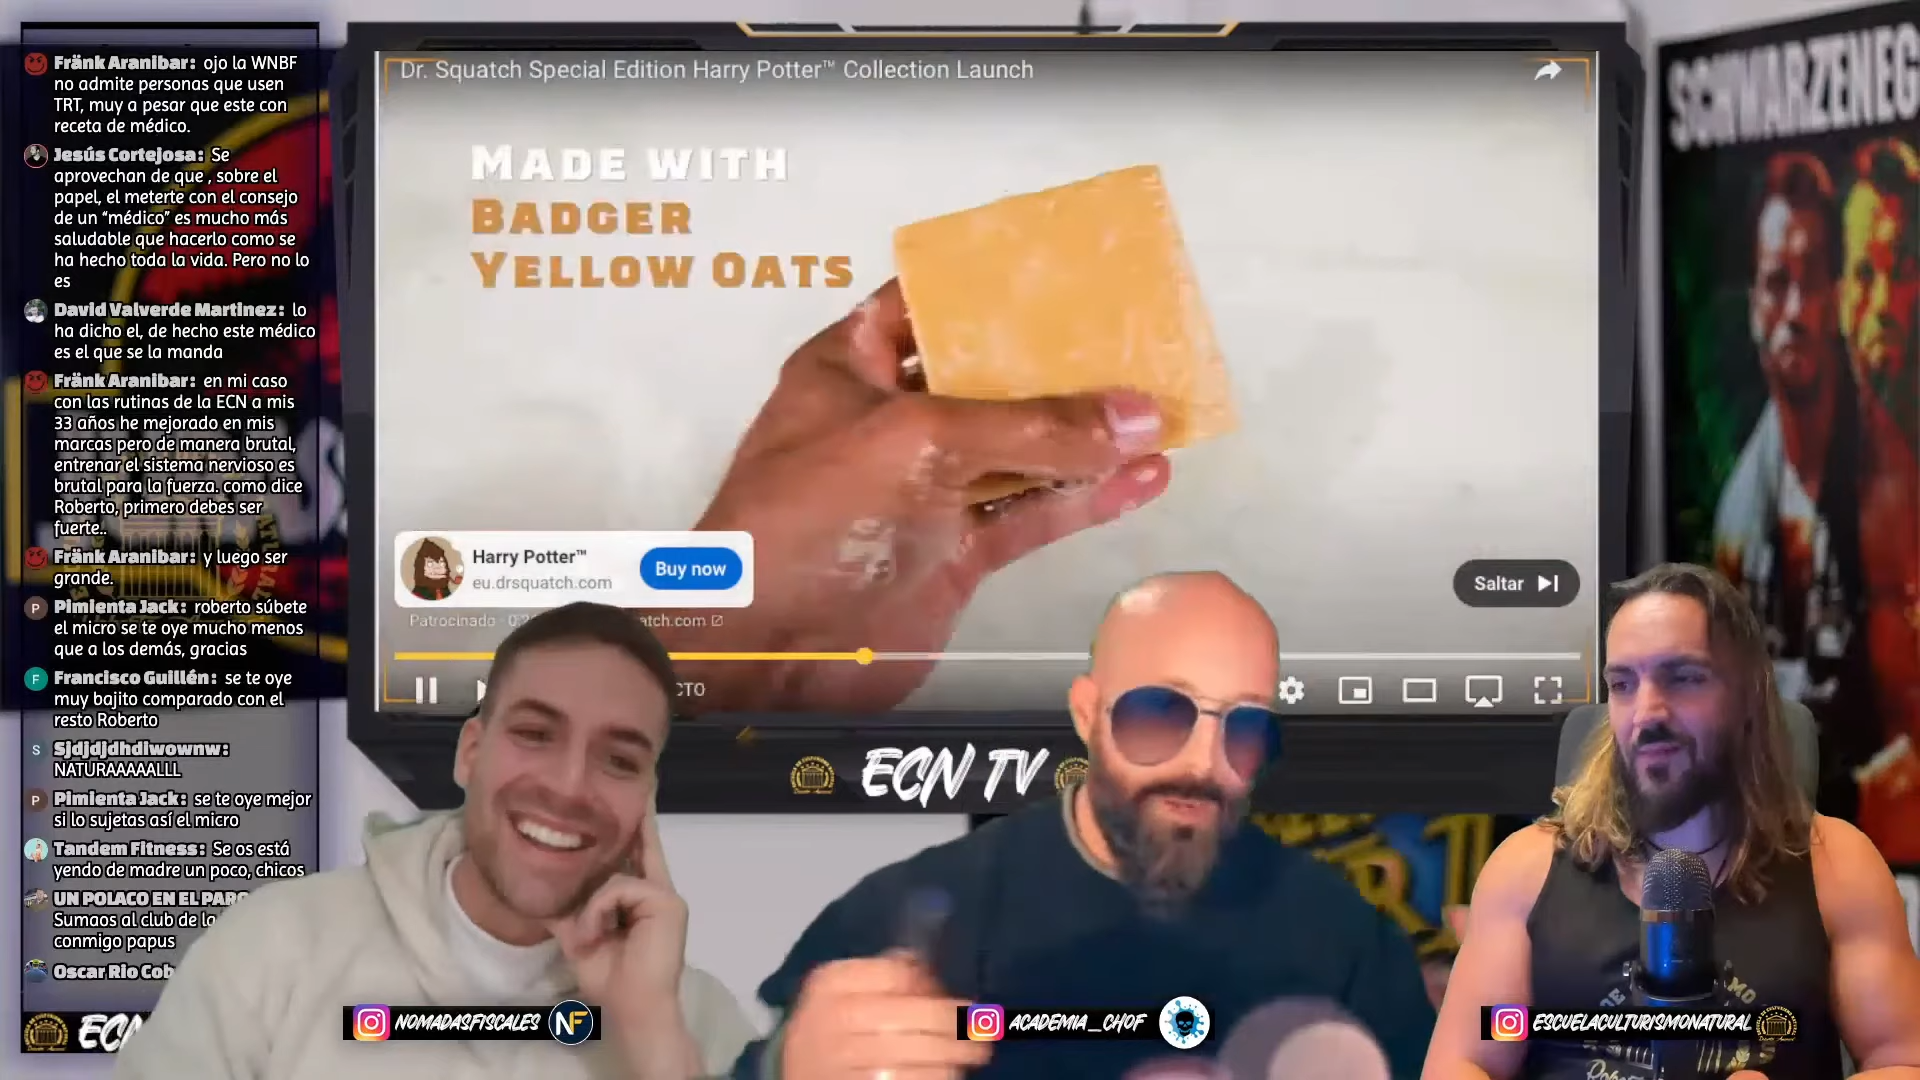 Fränk Aranibar: ojo la WNBF
no admite personas que usen
TRT, muy a pesar que este con
receta de médico.
Jesús Cortejosa: Se
aprovechan de que , sobre el
papel, el meterte con el consejo
de un “médico” es mucho más
saludable que hacerlo como se
ha hecho toda la vida. Pero no lo
es
David Valverde Martinez: lo
ha dicho el, de hecho este médico
es el que se la manda
Fränk Aranibar: en mi caso
con las rutinas de la ECN a mis
33 años he mejorado en mis
marcas pero de manera brutal,
entrenar el sistema nervioso es
brutal para la fuerza. como dice
Roberto, primero debes ser
fuerte..
Fränk Aranibar: y luego ser
grande.
P
Pimienta Jack: roberto súbete
el micro se te oye mucho menos
que a los demás, gracias
F
Francisco Guillén: se te oye
muy bajito comparado con el
resto Roberto
S
Sjdjdjdhdiwownw:
NATURAAAAALLL
P
Pimienta Jack: se te oye mejor
si lo sujetas así el micro
Tandem Fitness: Se os está
yendo de madre un poco, chicos
UN POLACO EN EL
Sumaos al club de
conmigo papus
Oscar Rio
Dr. Squatch Special Edition Harry Potter™ Collection Launch
MADE WITH
BADGER
YELLOW OATS
Harry Potter™
eu.drsquatch.com
Buy now
Patrocinado
Saltar
ECN TV
SCHWARZENEG
NOMADASFISCALES
NF
ACADEMIA_CHOF
ESCUELACULTURISMONATURAL